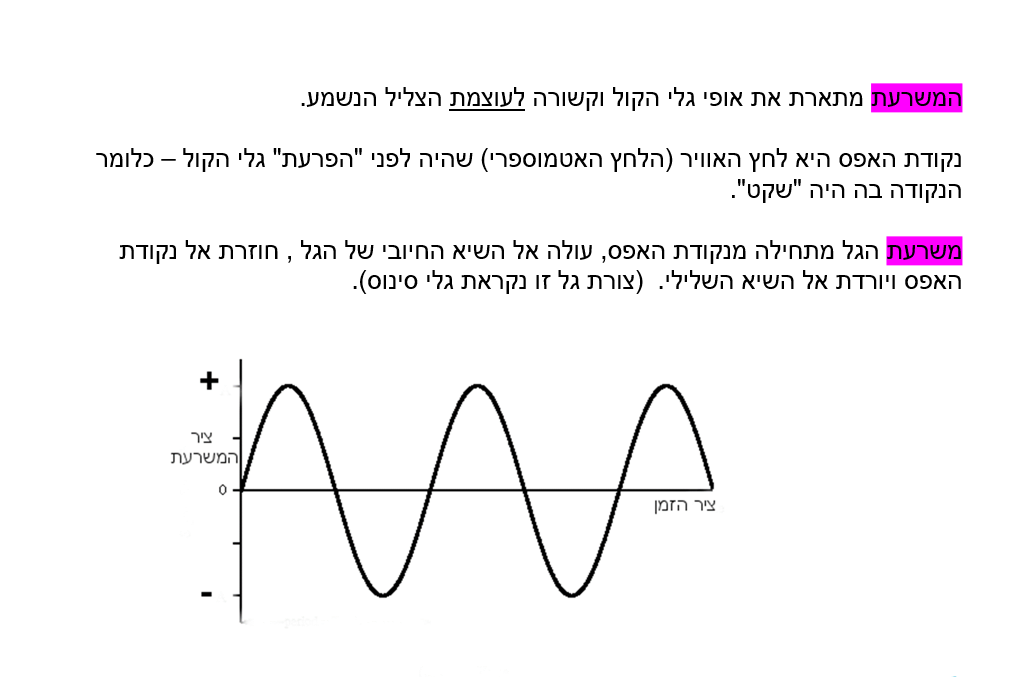 המשרעת מתארת את אופי גלי הקול וקשורה לעוצמת הצליל הנשמע.
נקודת האפס היא לחץ האוויר (הלחץ האטמוספרי) שהיה לפני "הפרעת" גלי הקול – כלומר
הנקודה בה היה "שקט".
משרעת הגל מתחילה מנקודת האפס, עולה אל השיא החיובי של הגל , חוזרת אל נקודת
האפס ויורדת אל השיא השלילי. (צורת גל זו נקראת גלי סינוס).
+
ציר
המשרעת
0
ציר הזמן
-